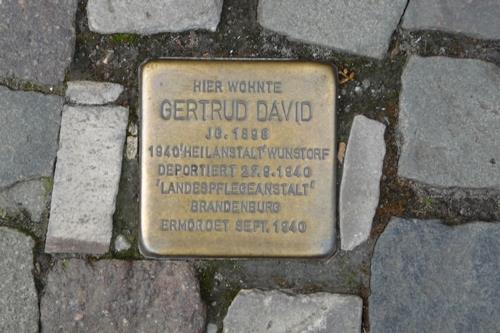 HIER WOHNTE
GERTRUD DAVID
JG. 1898
1940 'HEILANSTALT' WUNSTORF
DEPORTIERT 27.9.1940
'LANDESPFLEGEANSTALT'
BRANDENBURG
ERMORDET SEPT. 1940